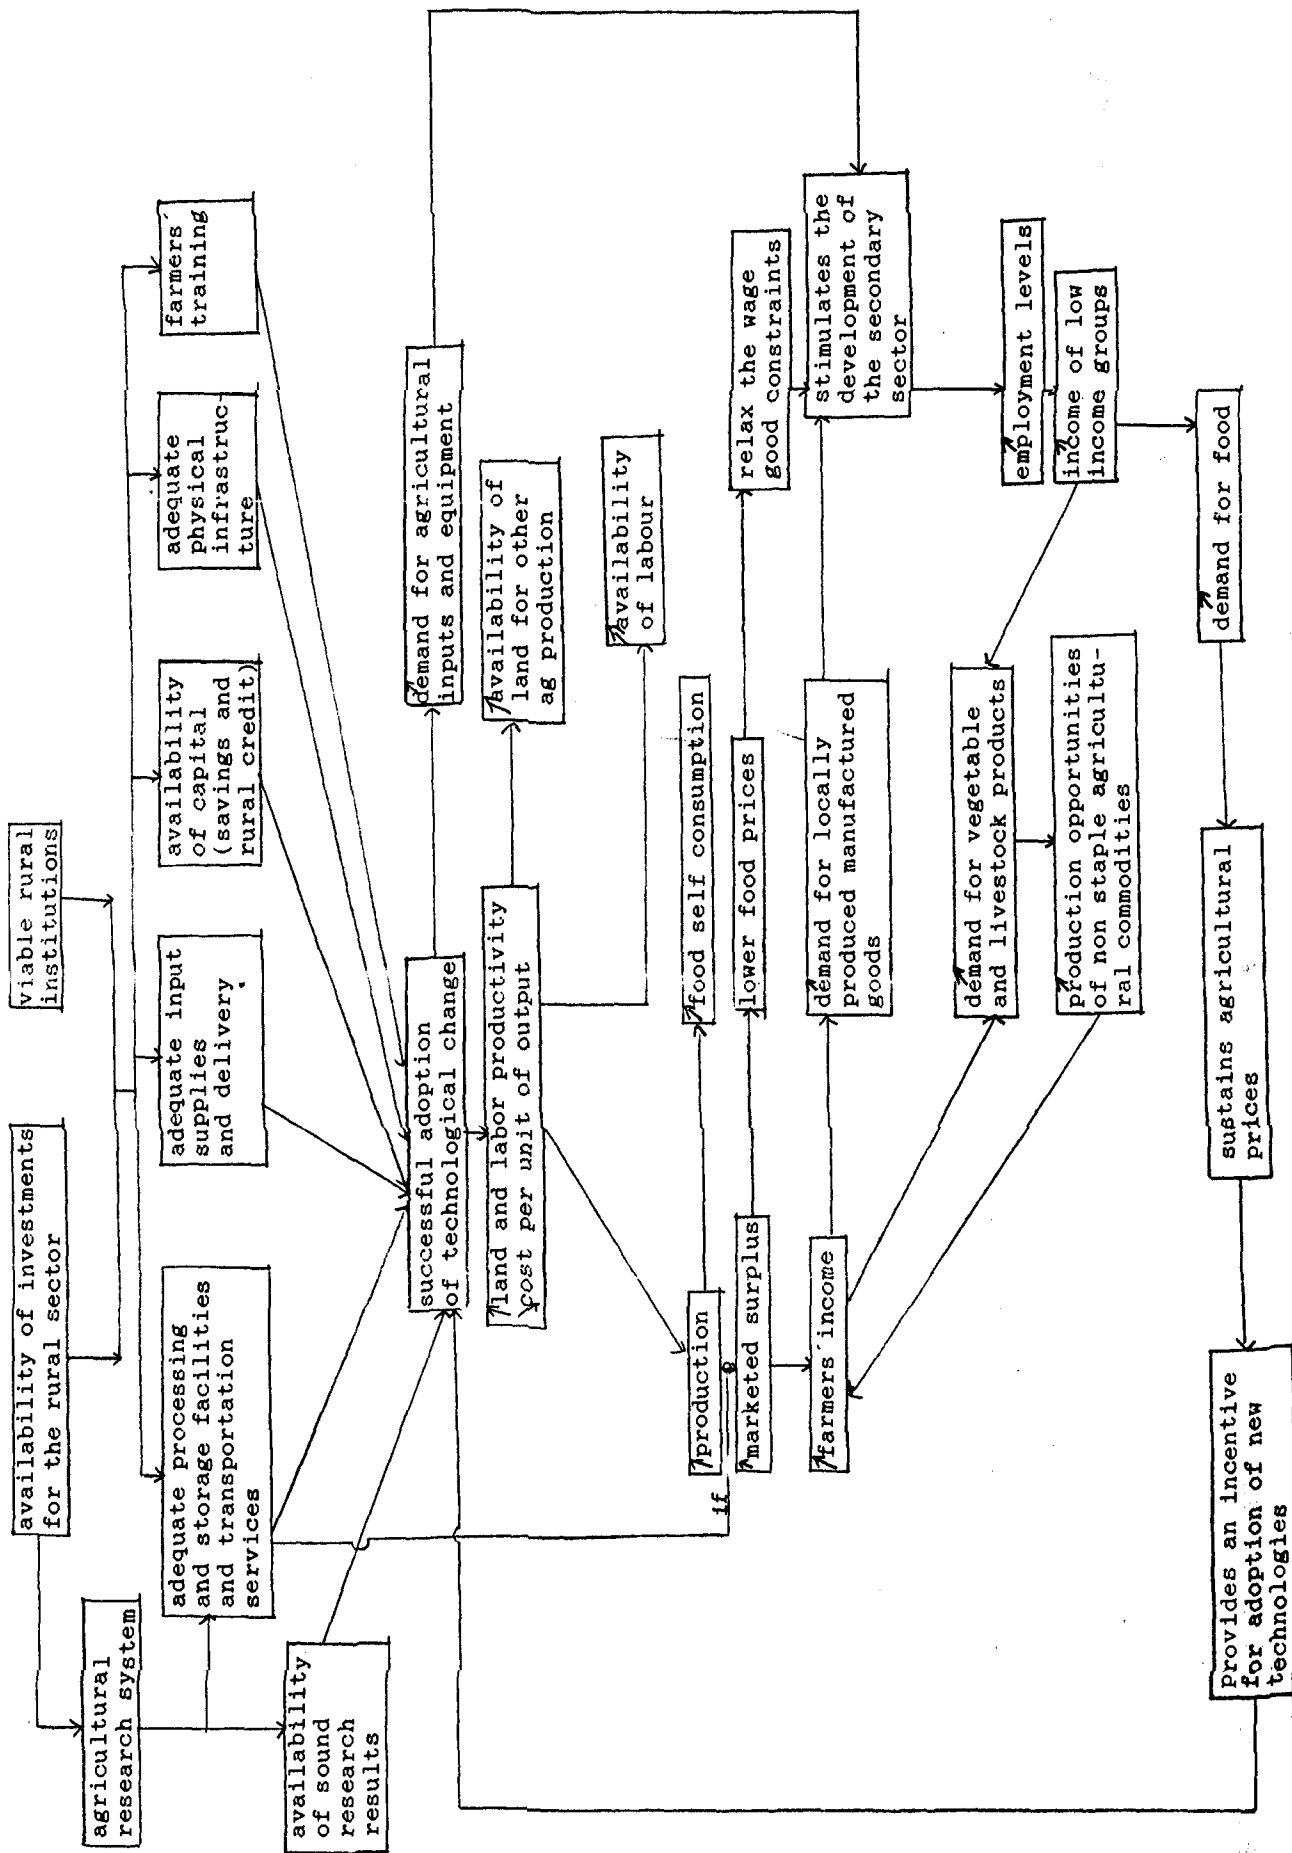 viable rural
institutions
availability of investments
for the rural sector
agricultural
research system
adequate processing
and storage facilities
and transportation
services
adequate input
supplies
and delivery
availability
of capital
(savings and
rural credit)
adequate
physical
infrastruc-
ture
farmers'
training
availability
of sound
research
results
successful adoption
of technological change
↗demand for agricultural
inputs and equipment
↗land and labor productivity
↘cost per unit of output
↗availability of
land for other
ag production
↗availability
of labour
↗production
if
↗marketed surplus
↗farmers' income
↗food self consumption
lower food prices
↗demand for locally
produced manufactured
goods
relax the wage
good constraints
stimulates the
development of
the secondary
sector
↗employment levels
↗income of low
income groups
↗demand for vegetable
and livestock products
↗production opportunities
of non staple agricultu-
ral commodities
↗demand for food
sustains agricultural
prices
Provides an incentive
for adoption of new
technologies